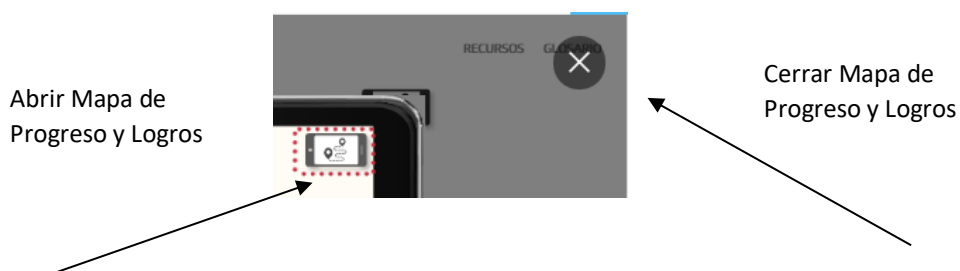 RECURSOS GLOSARIO
Abrir Mapa de
Progreso y Logros
Cerrar Mapa de
Progreso y Logros